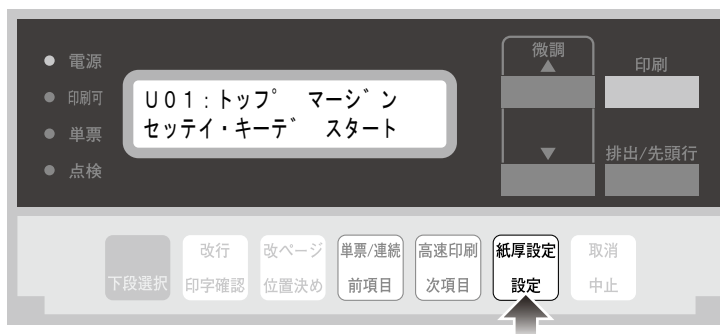 電源
印刷可
単票
点検
U01:トップ マージン
セッテイ・キーデ スタート
微調
▲
▼
印刷
排出/先頭行
下段選択
改行
印字確認
改ページ
位置決め
単票/連続
前項目
高速印刷
次項目
紙厚設定
設定
取消
中止